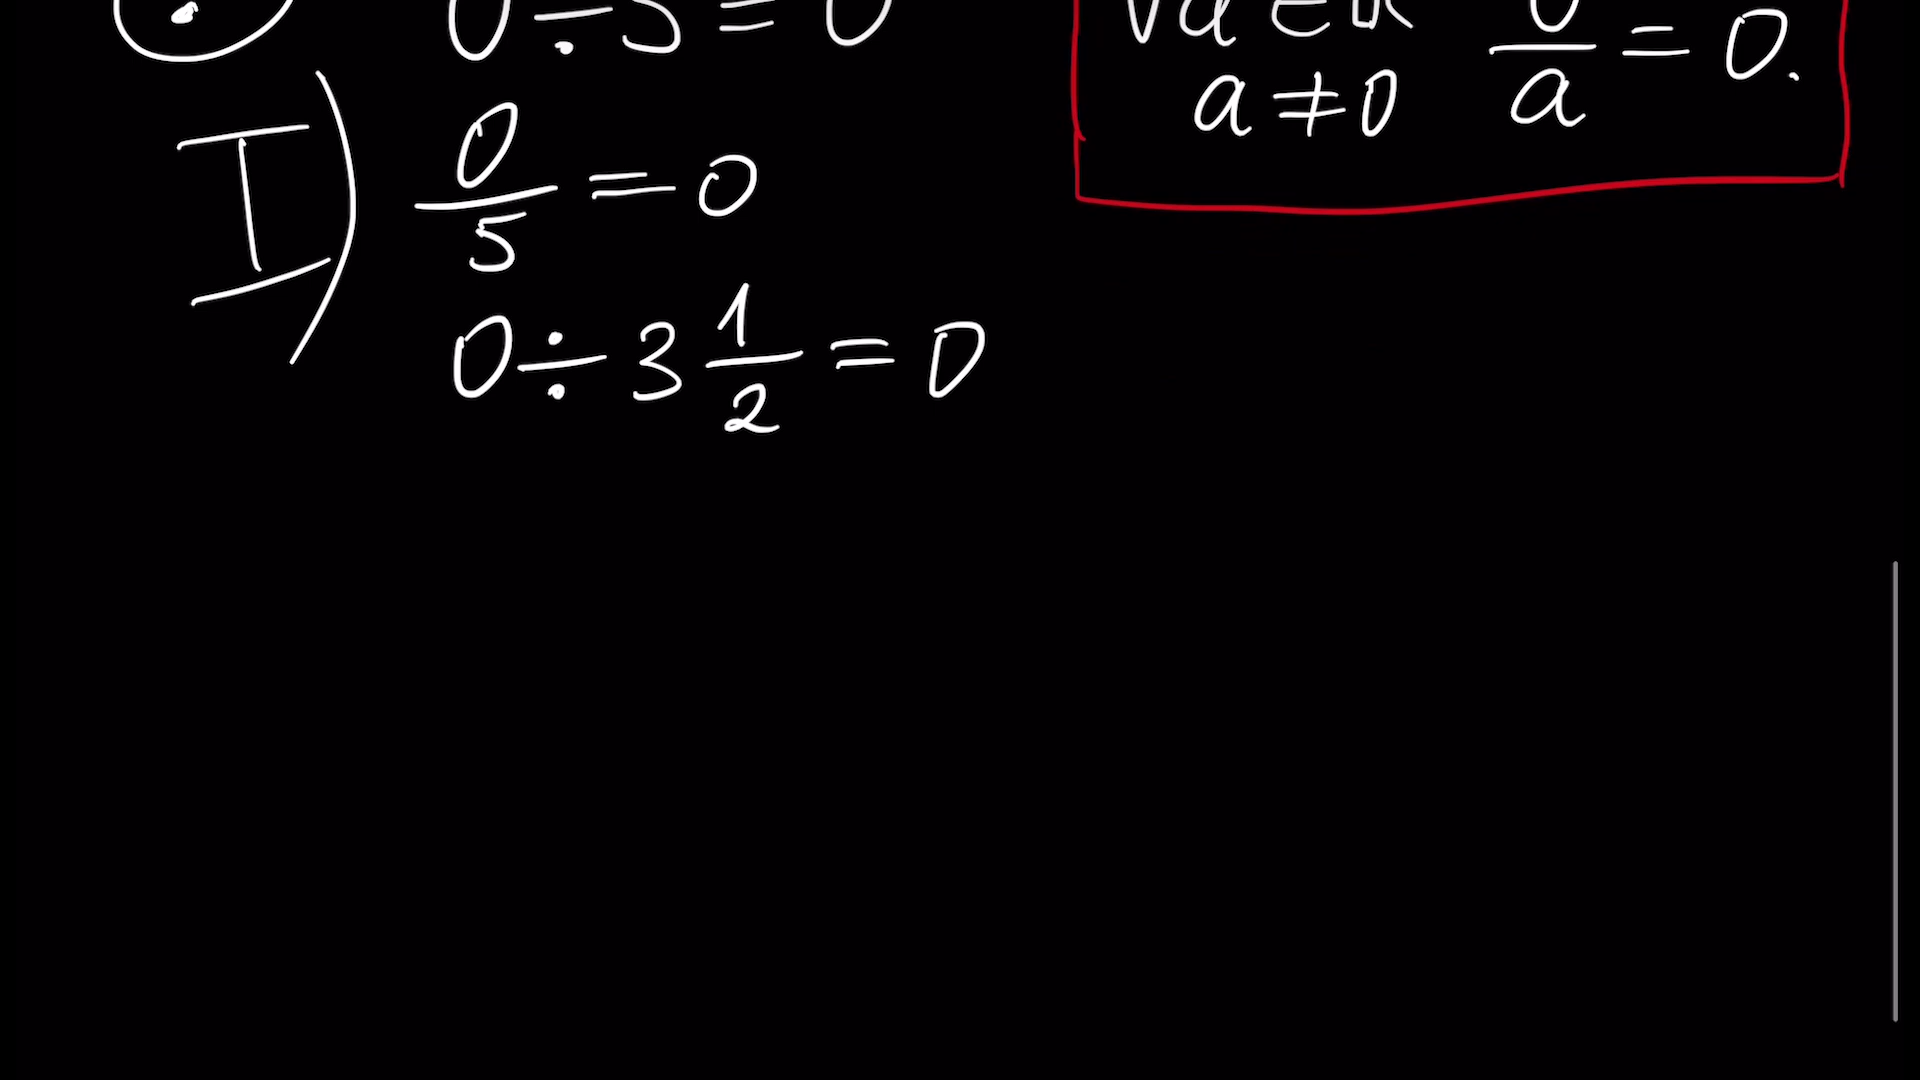 0 ÷ 5 = 0
∀a ∈ R 0/a = 0.
a ≠ 0
I) 0/5 = 0
0 ÷ 3 1/2 = 0